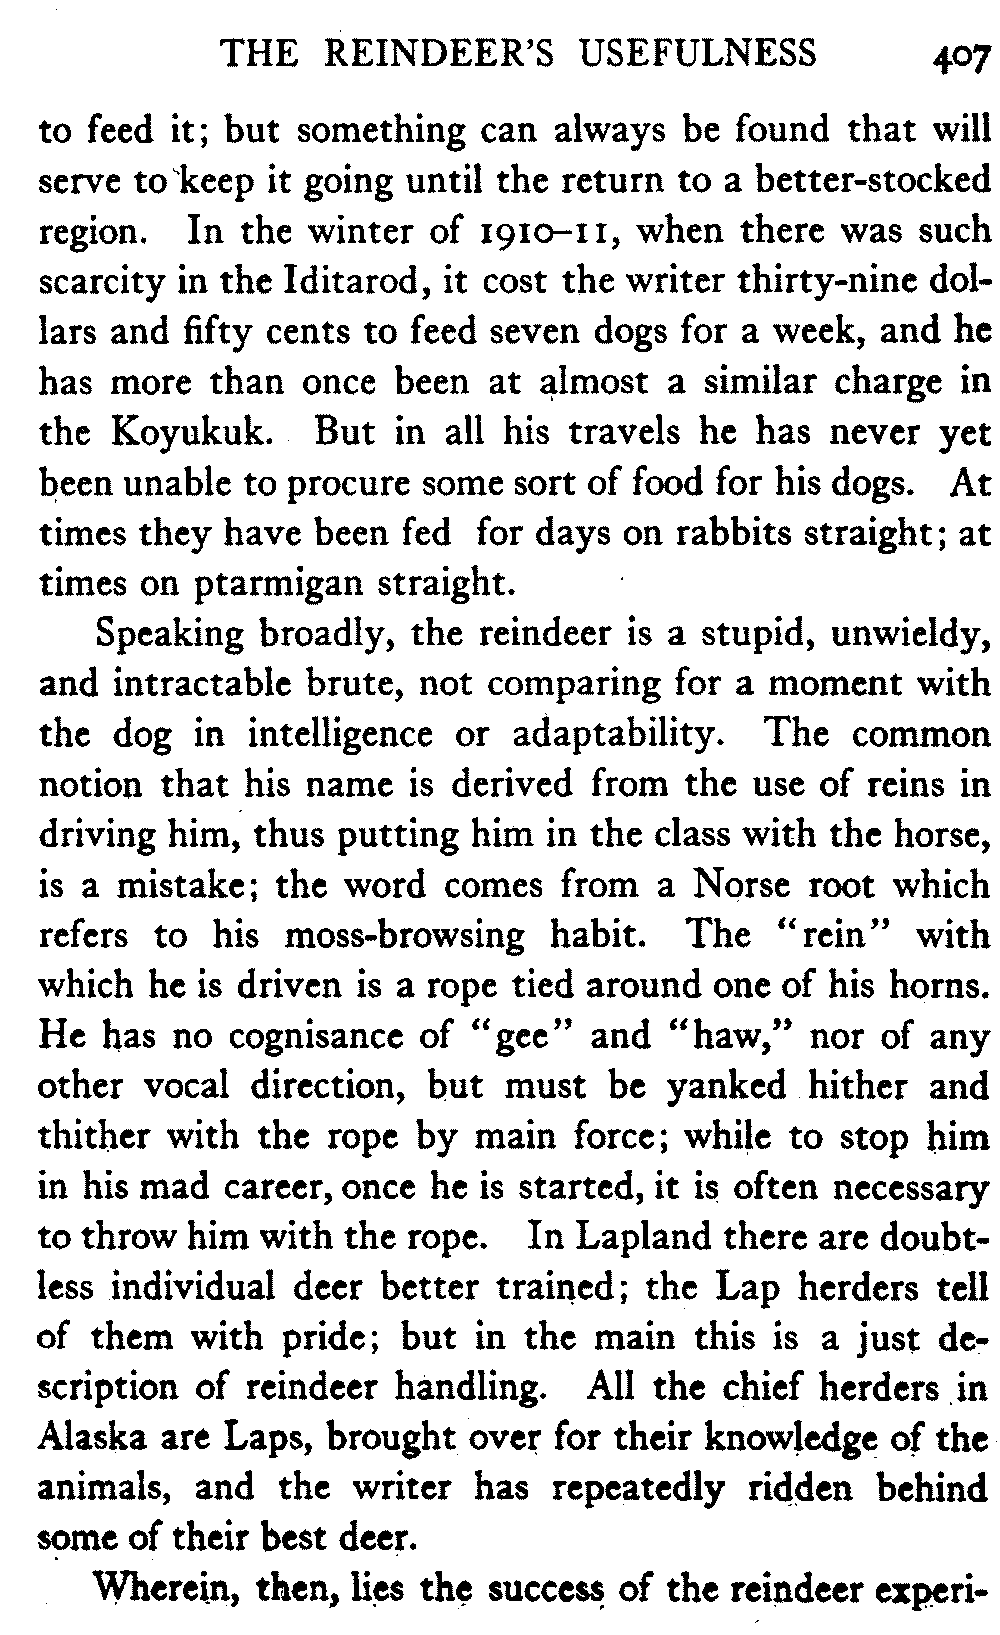 THE REINDEER'S USEFULNESS 407
to feed it; but something can always be found that will
serve to keep it going until the return to a better-stocked
region. In the winter of 1910–11, when there was such
scarcity in the Iditarod, it cost the writer thirty-nine dol-
lars and fifty cents to feed seven dogs for a week, and he
has more than once been at almost a similar charge in
the Koyukuk. But in all his travels he has never yet
been unable to procure some sort of food for his dogs. At
times they have been fed for days on rabbits straight; at
times on ptarmigan straight.
Speaking broadly, the reindeer is a stupid, unwieldy,
and intractable brute, not comparing for a moment with
the dog in intelligence or adaptability. The common
notion that his name is derived from the use of reins in
driving him, thus putting him in the class with the horse,
is a mistake; the word comes from a Norse root which
refers to his moss-browsing habit. The "rein" with
which he is driven is a rope tied around one of his horns.
He has no cognisance of "gee" and "haw," nor of any
other vocal direction, but must be yanked hither and
thither with the rope by main force; while to stop him
in his mad career, once he is started, it is often necessary
to throw him with the rope. In Lapland there are doubt-
less individual deer better trained; the Lap herders tell
of them with pride; but in the main this is a just de-
scription of reindeer handling. All the chief herders in
Alaska are Laps, brought over for their knowledge of the
animals, and the writer has repeatedly ridden behind
some of their best deer.
Wherein, then, lies the success of the reindeer experi-